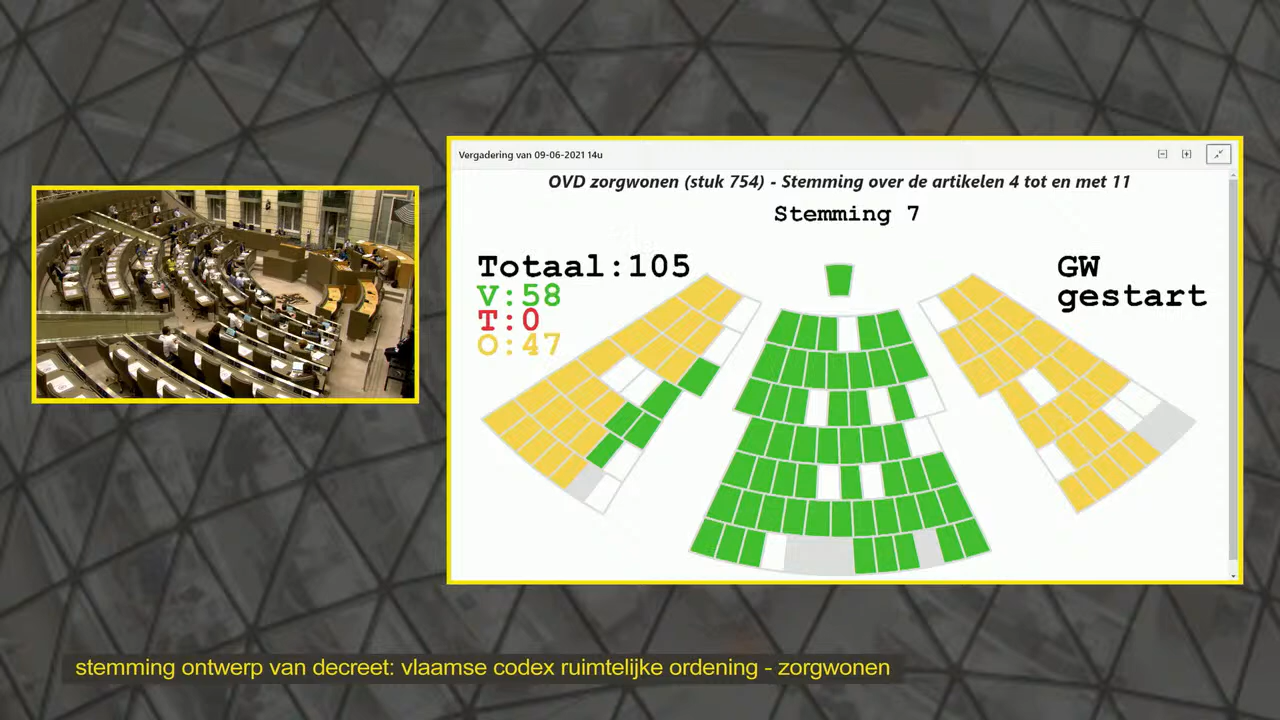 Vergadering van 09-06-2021 14u
OVD zorgwonen (stuk 754) - Stemming over de artikelen 4 tot en met 11
Stemming 7
Totaal:105
V:58
T:0
O:47
GW
gestart
stemming ontwerp van decreet: vlaamse codex ruimtelijke ordening - zorgwonen